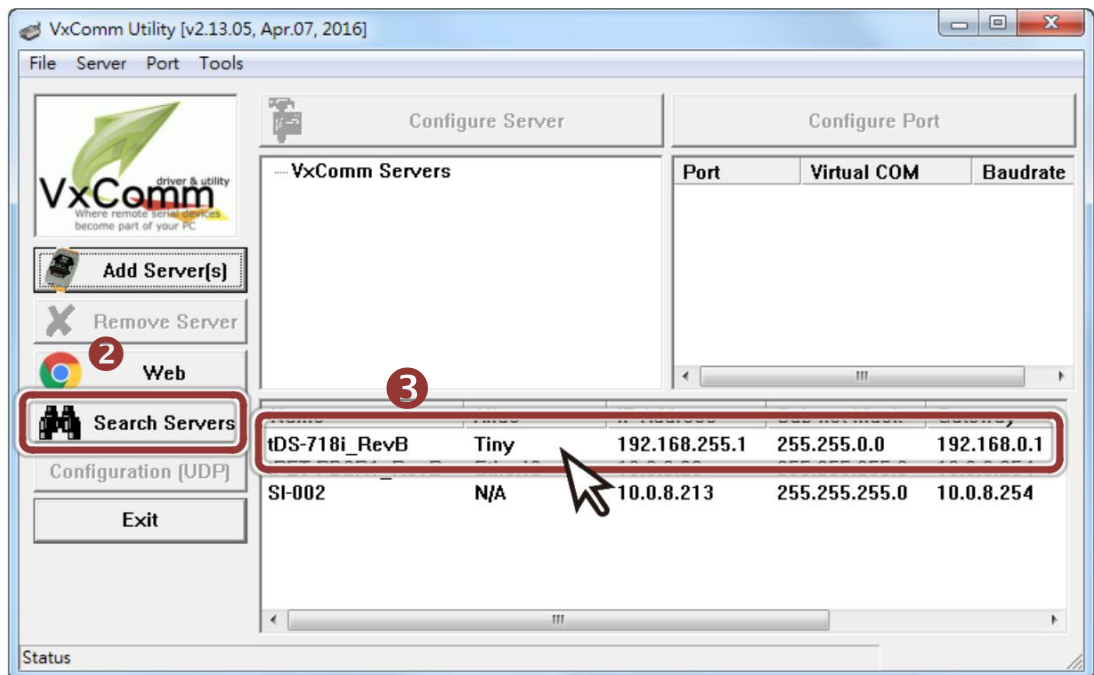 VxComm Utility [v2.13.05, Apr.07, 2016]
File Server Port Tools
VxComm
driver & utility
Where remote serial devices
become part of your PC
Configure Server
Configure Port
VxComm Servers
Port Virtual COM Baudrate
Add Server(s)
Remove Server
2
Web
3
Search Servers
tDS-718i_RevB Tiny 192.168.255.1 255.255.0.0 192.168.0.1
Configuration (UDP)
SI-002 N/A 10.0.8.213 255.255.255.0 10.0.8.254
Exit
Status